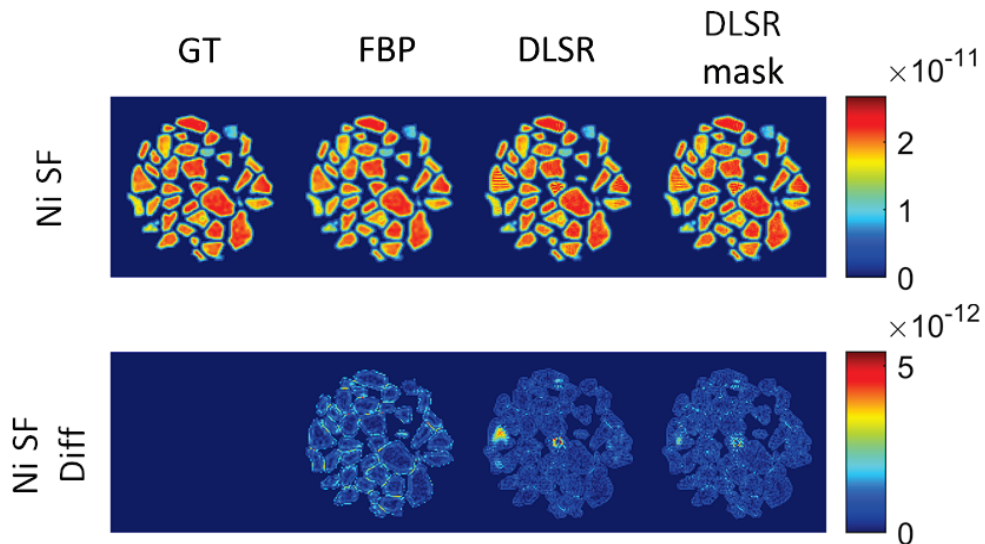 GT FBP DLSR DLSR
mask
×10⁻¹¹
Ni SF
2
1
0
×10⁻¹²
Ni SF
Diff
5
0